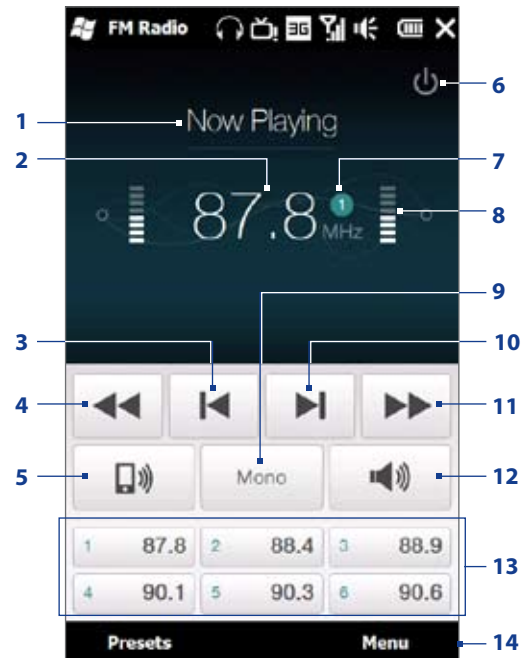 FM Radio 3G
6
1 Now Playing
2 7
87.8 1
MHz 8
9
3 10
4 11
5 Mono 12
1 87.8 2 88.4 3 88.9
13
4 90.1 5 90.3 6 90.6
Presets Menu 14